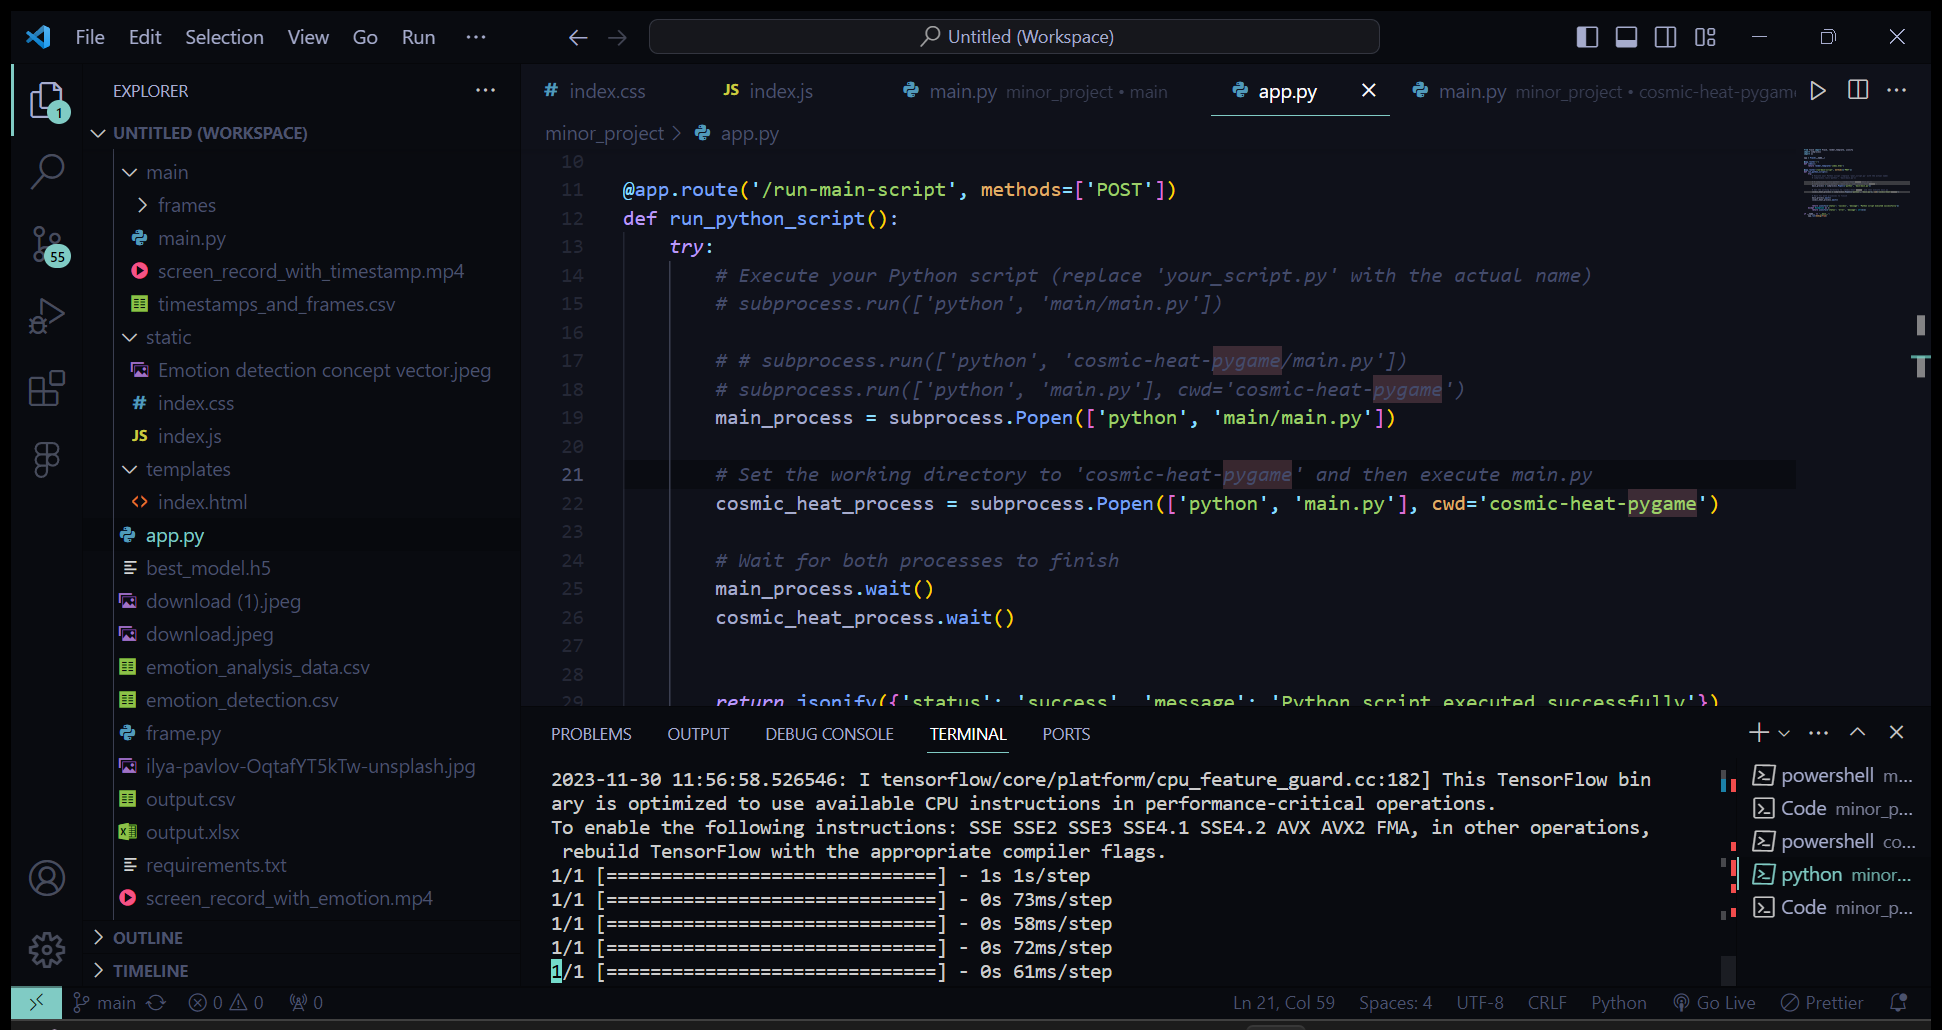 File Edit Selection View Go Run ···
Untitled (Workspace)
EXPLORER
1
55
UNTITLED (WORKSPACE)
main
frames
main.py
screen_record_with_timestamp.mp4
timestamps_and_frames.csv
static
Emotion detection concept vector.jpeg
# index.css
JS index.js
templates
<> index.html
app.py
best_model.h5
download (1).jpeg
download.jpeg
emotion_analysis_data.csv
emotion_detection.csv
frame.py
ilya-pavlov-OqtafYT5kTw-unsplash.jpg
output.csv
output.xlsx
requirements.txt
screen_record_with_emotion.mp4
OUTLINE
TIMELINE
# index.css JS index.js main.py minor_project • main app.py main.py minor_project • cosmic-heat-pygame
minor_project > app.py
10
11 @app.route('/run-main-script', methods=['POST'])
12 def run_python_script():
13 try:
14 # Execute your Python script (replace 'your_script.py' with the actual name)
15 # subprocess.run(['python', 'main/main.py'])
16
17 # # subprocess.run(['python', 'cosmic-heat-pygame/main.py'])
18 # subprocess.run(['python', 'main.py'], cwd='cosmic-heat-pygame')
19 main_process = subprocess.Popen(['python', 'main/main.py'])
20
21 # Set the working directory to 'cosmic-heat-pygame' and then execute main.py
22 cosmic_heat_process = subprocess.Popen(['python', 'main.py'], cwd='cosmic-heat-pygame')
23
24 # Wait for both processes to finish
25 main_process.wait()
26 cosmic_heat_process.wait()
27
28
29 return jsonify({'status': 'success', 'message': 'Python script executed successfully'})
PROBLEMS OUTPUT DEBUG CONSOLE TERMINAL PORTS
2023-11-30 11:56:58.526546: I tensorflow/core/platform/cpu_feature_guard.cc:182] This TensorFlow bin
ary is optimized to use available CPU instructions in performance-critical operations.
To enable the following instructions: SSE SSE2 SSE3 SSE4.1 SSE4.2 AVX AVX2 FMA, in other operations,
rebuild TensorFlow with the appropriate compiler flags.
1/1 [==============================] - 1s 1s/step
1/1 [==============================] - 0s 73ms/step
1/1 [==============================] - 0s 58ms/step
1/1 [==============================] - 0s 72ms/step
1/1 [==============================] - 0s 61ms/step
powershell m...
Code minor_p...
powershell co...
python minor...
Code minor_p...
main 0 0 0 Ln 21, Col 59 Spaces: 4 UTF-8 CRLF Python Go Live Prettier